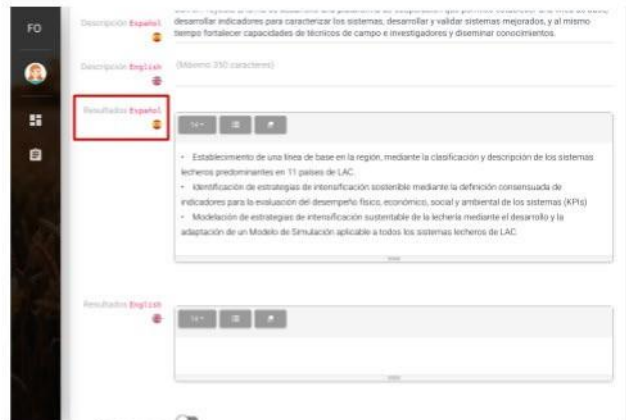 FO
Descripción Español
desarrollar indicadores para caracterizar los sistemas, desarrollar y validar sistemas mejorados, y al mismo
tiempo fortalecer capacidades de técnicos de campo e investigadores y diseminar conocimientos.
Descripción English
(Máximo 350 caracteres)
Resultados Español
• Establecimiento de una línea de base en la región, mediante la clasificación y descripción de los sistemas
lecheros predominantes en 11 países de LAC.
• Identificación de estrategias de intensificación sostenible mediante la definición consensuada de
indicadores para la evaluación del desempeño físico, económico, social y ambiental de los sistemas (KPIs)
• Modelación de estrategias de intensificación sustentable de la lechería mediante el desarrollo y la
adaptación de un Modelo de Simulación aplicable a todos los sistemas lecheros de LAC.
Resultados English